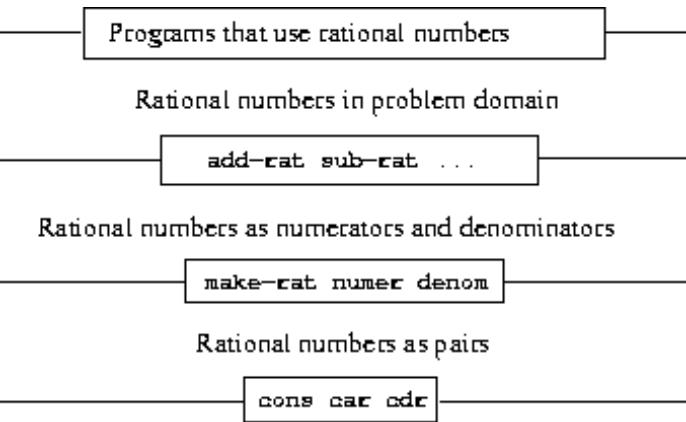 Programs that use rational numbers
Rational numbers in problem domain
add-rat sub-rat ...
Rational numbers as numerators and denominators
make-rat numer denom
Rational numbers as pairs
cons car cdr